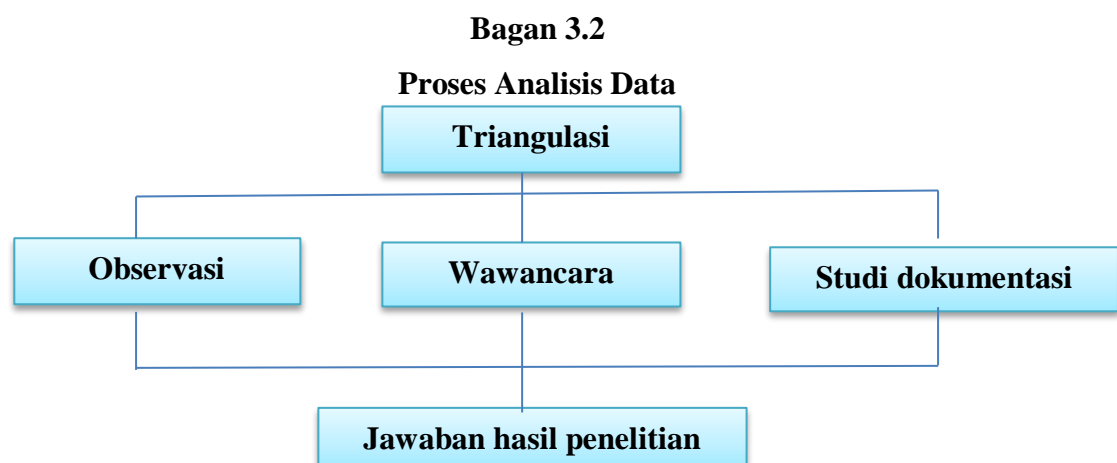 Bagan 3.2
Proses Analisis Data
Triangulasi
Observasi
Wawancara
Studi dokumentasi
Jawaban hasil penelitian